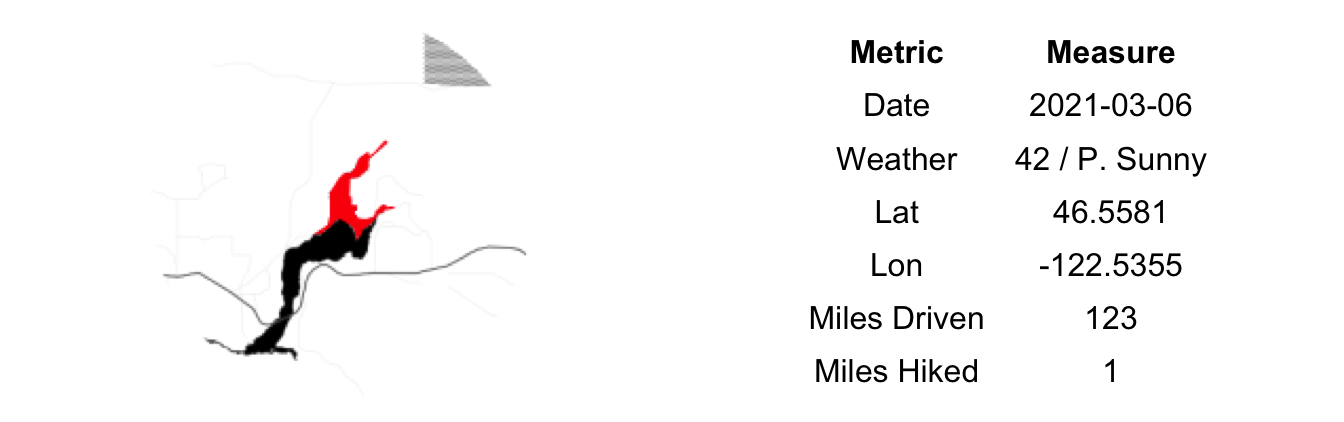 Metric Measure
Date 2021-03-06
Weather 42 / P. Sunny
Lat 46.5581
Lon -122.5355
Miles Driven 123
Miles Hiked 1